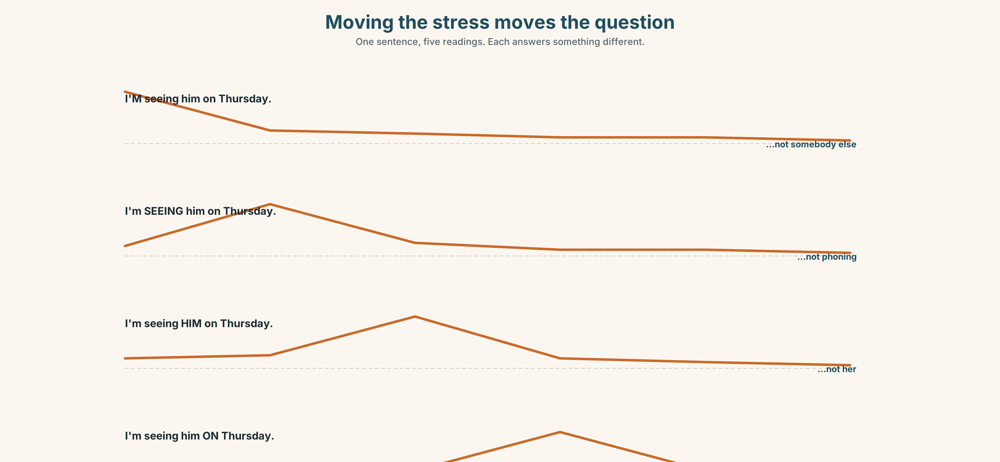 Moving the stress moves the question
One sentence, five readings. Each answers something different.
I'M seeing him on Thursday.
...not somebody else
I'm SEEING him on Thursday.
...not phoning
I'm seeing HIM on Thursday.
...not her
I'm seeing him ON Thursday.